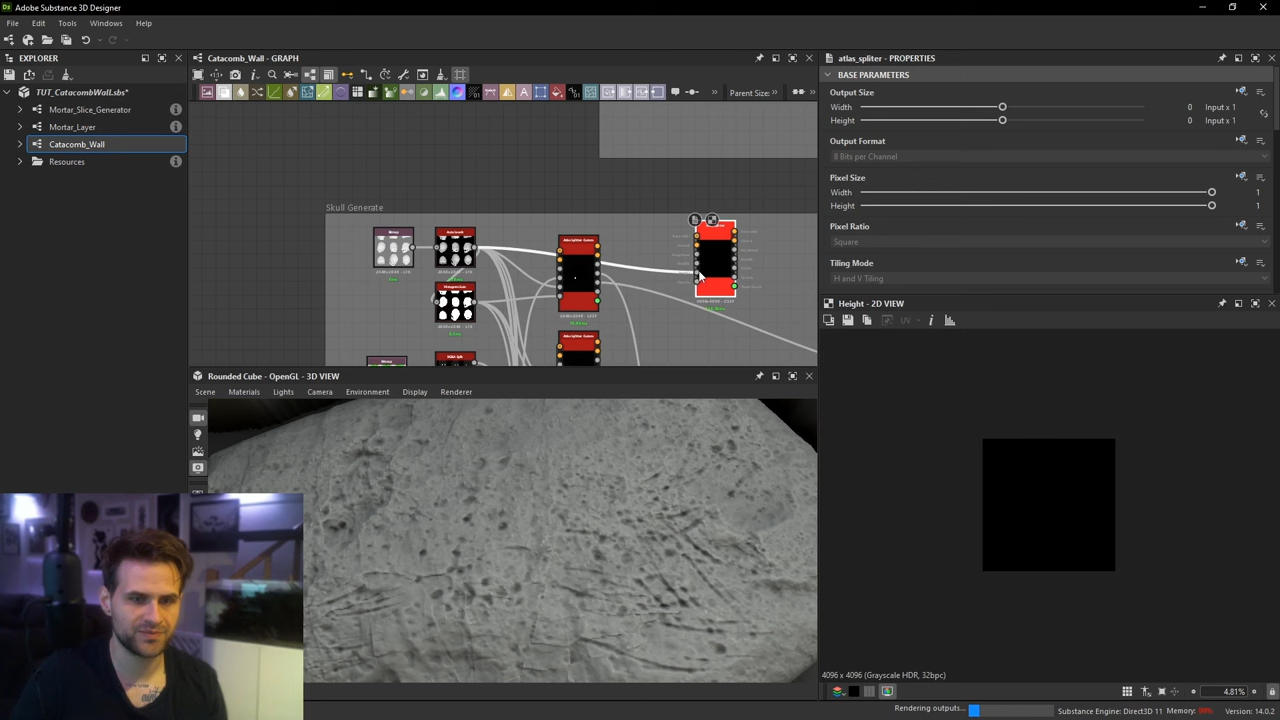 Ds Adobe Substance 3D Designer
File Edit Tools Windows Help
EXPLORER
TUT_CatacombWall.sbs*
Mortar_Slice_Generator
Mortar_Layer
Catacomb_Wall
Resources
Catacomb_Wall - GRAPH
Parent Size:
Skull Generate
Rounded Cube - OpenGL - 3D VIEW
Scene Materials Lights Camera Environment Display Renderer
atlas_spliter - PROPERTIES
BASE PARAMETERS
Output Size
Width 0 Input x 1
Height 0 Input x 1
Output Format
8 Bits per Channel
Pixel Size
Width 1
Height 1
Pixel Ratio
Square
Tiling Mode
H and V Tiling
Height - 2D VIEW
UV
4096 x 4096 (Grayscale HDR, 32bpc)
4.81%
Rendering outputs...
Substance Engine: Direct3D 11 Memory:
Version: 14.0.2